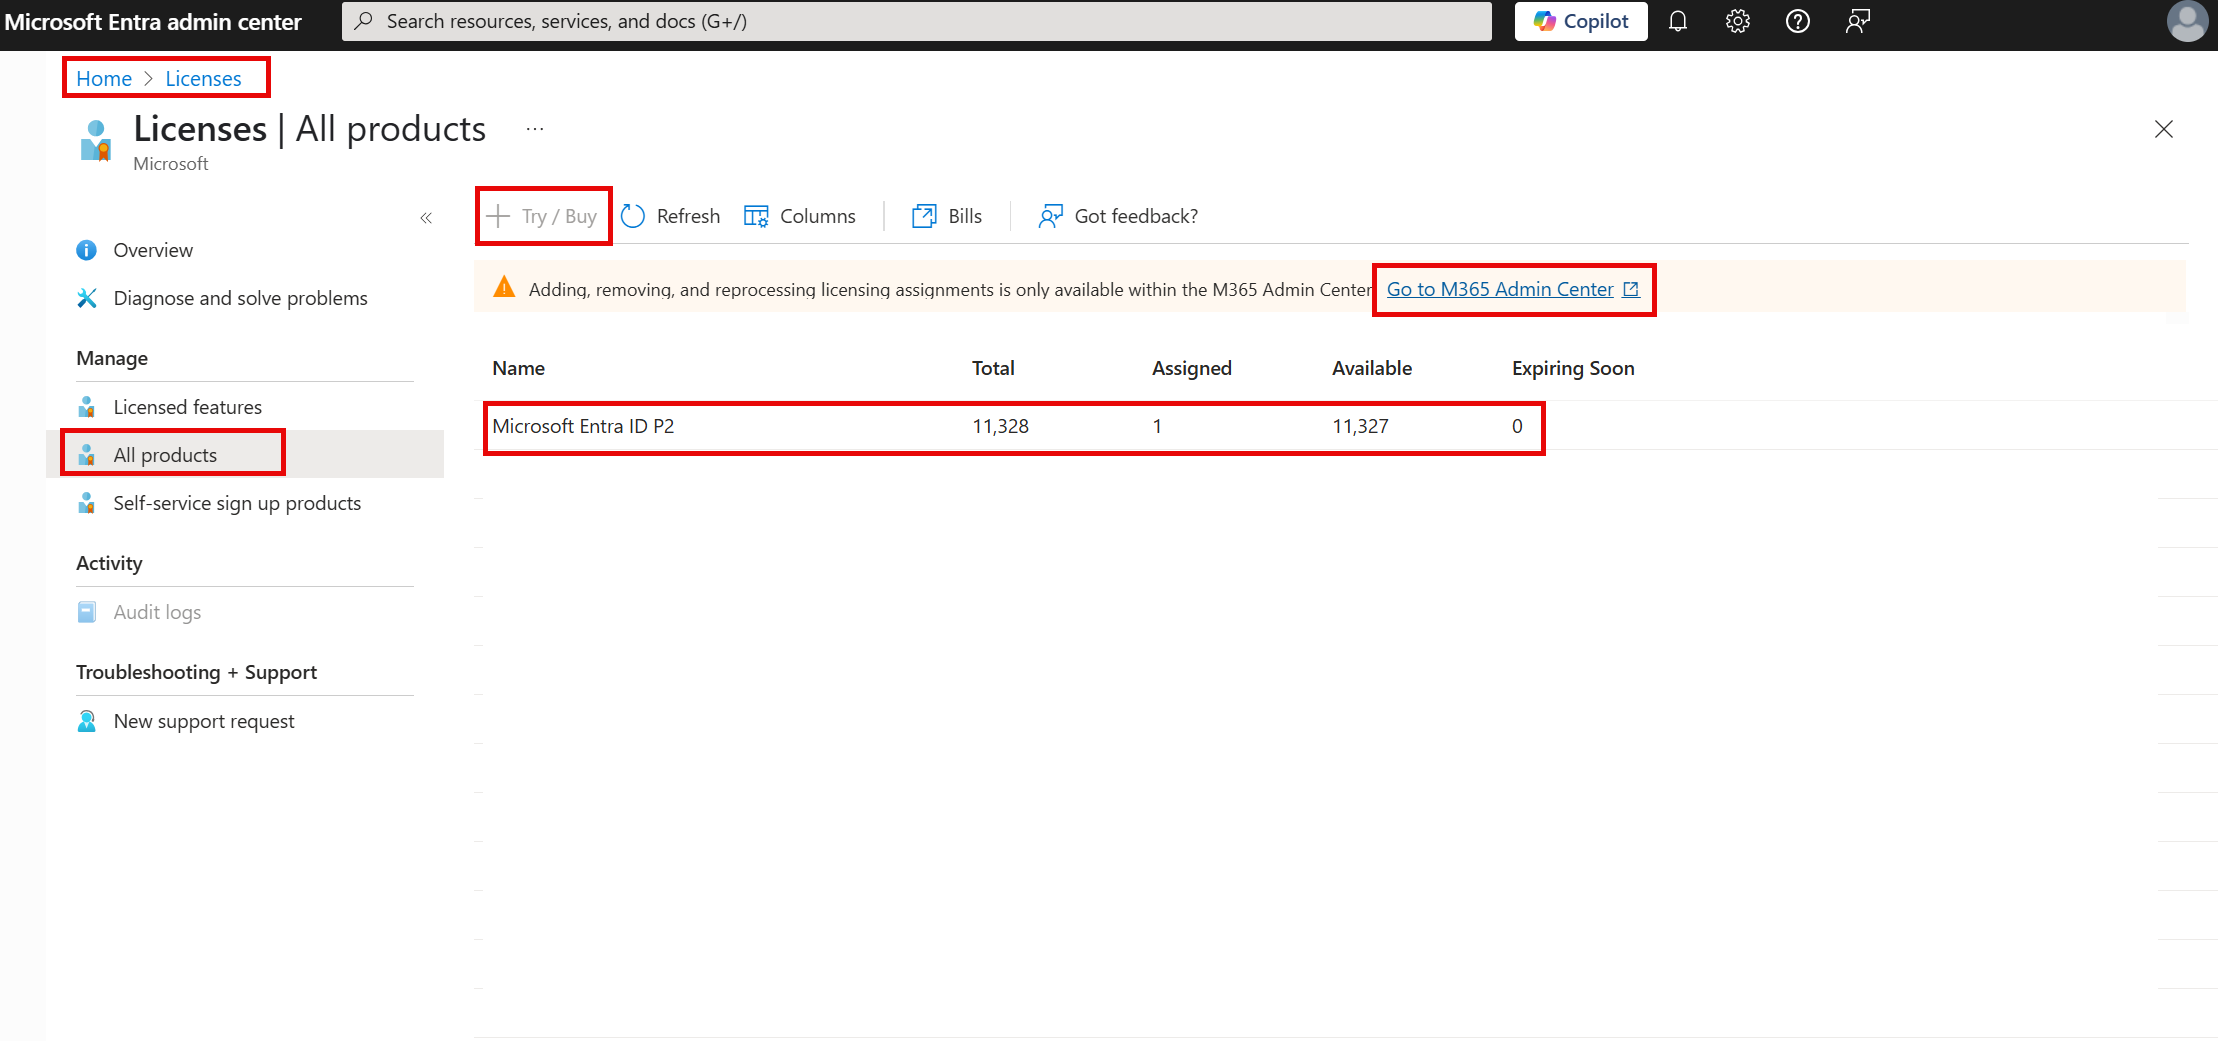 Microsoft Entra admin center
Search resources, services, and docs (G+/)
Copilot
Home > Licenses
Licenses | All products ...
Microsoft
«
Try / Buy Refresh Columns Bills Got feedback?
Overview
Diagnose and solve problems
Manage
Licensed features
All products
Self-service sign up products
Activity
Audit logs
Troubleshooting + Support
New support request
Adding, removing, and reprocessing licensing assignments is only available within the M365 Admin Center Go to M365 Admin Center
Name Total Assigned Available Expiring Soon
Microsoft Entra ID P2 11,328 1 11,327 0